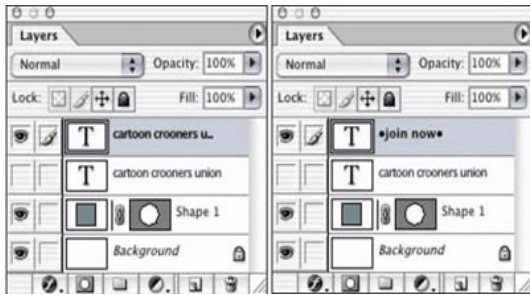 Layers
Normal
Opacity: 100%
Lock:
Fill: 100%
T cartoon crooners u...
T cartoon crooners union
Shape 1
Background
Layers
Normal
Opacity: 100%
Lock:
Fill: 100%
T •join now•
T cartoon crooners union
Shape 1
Background